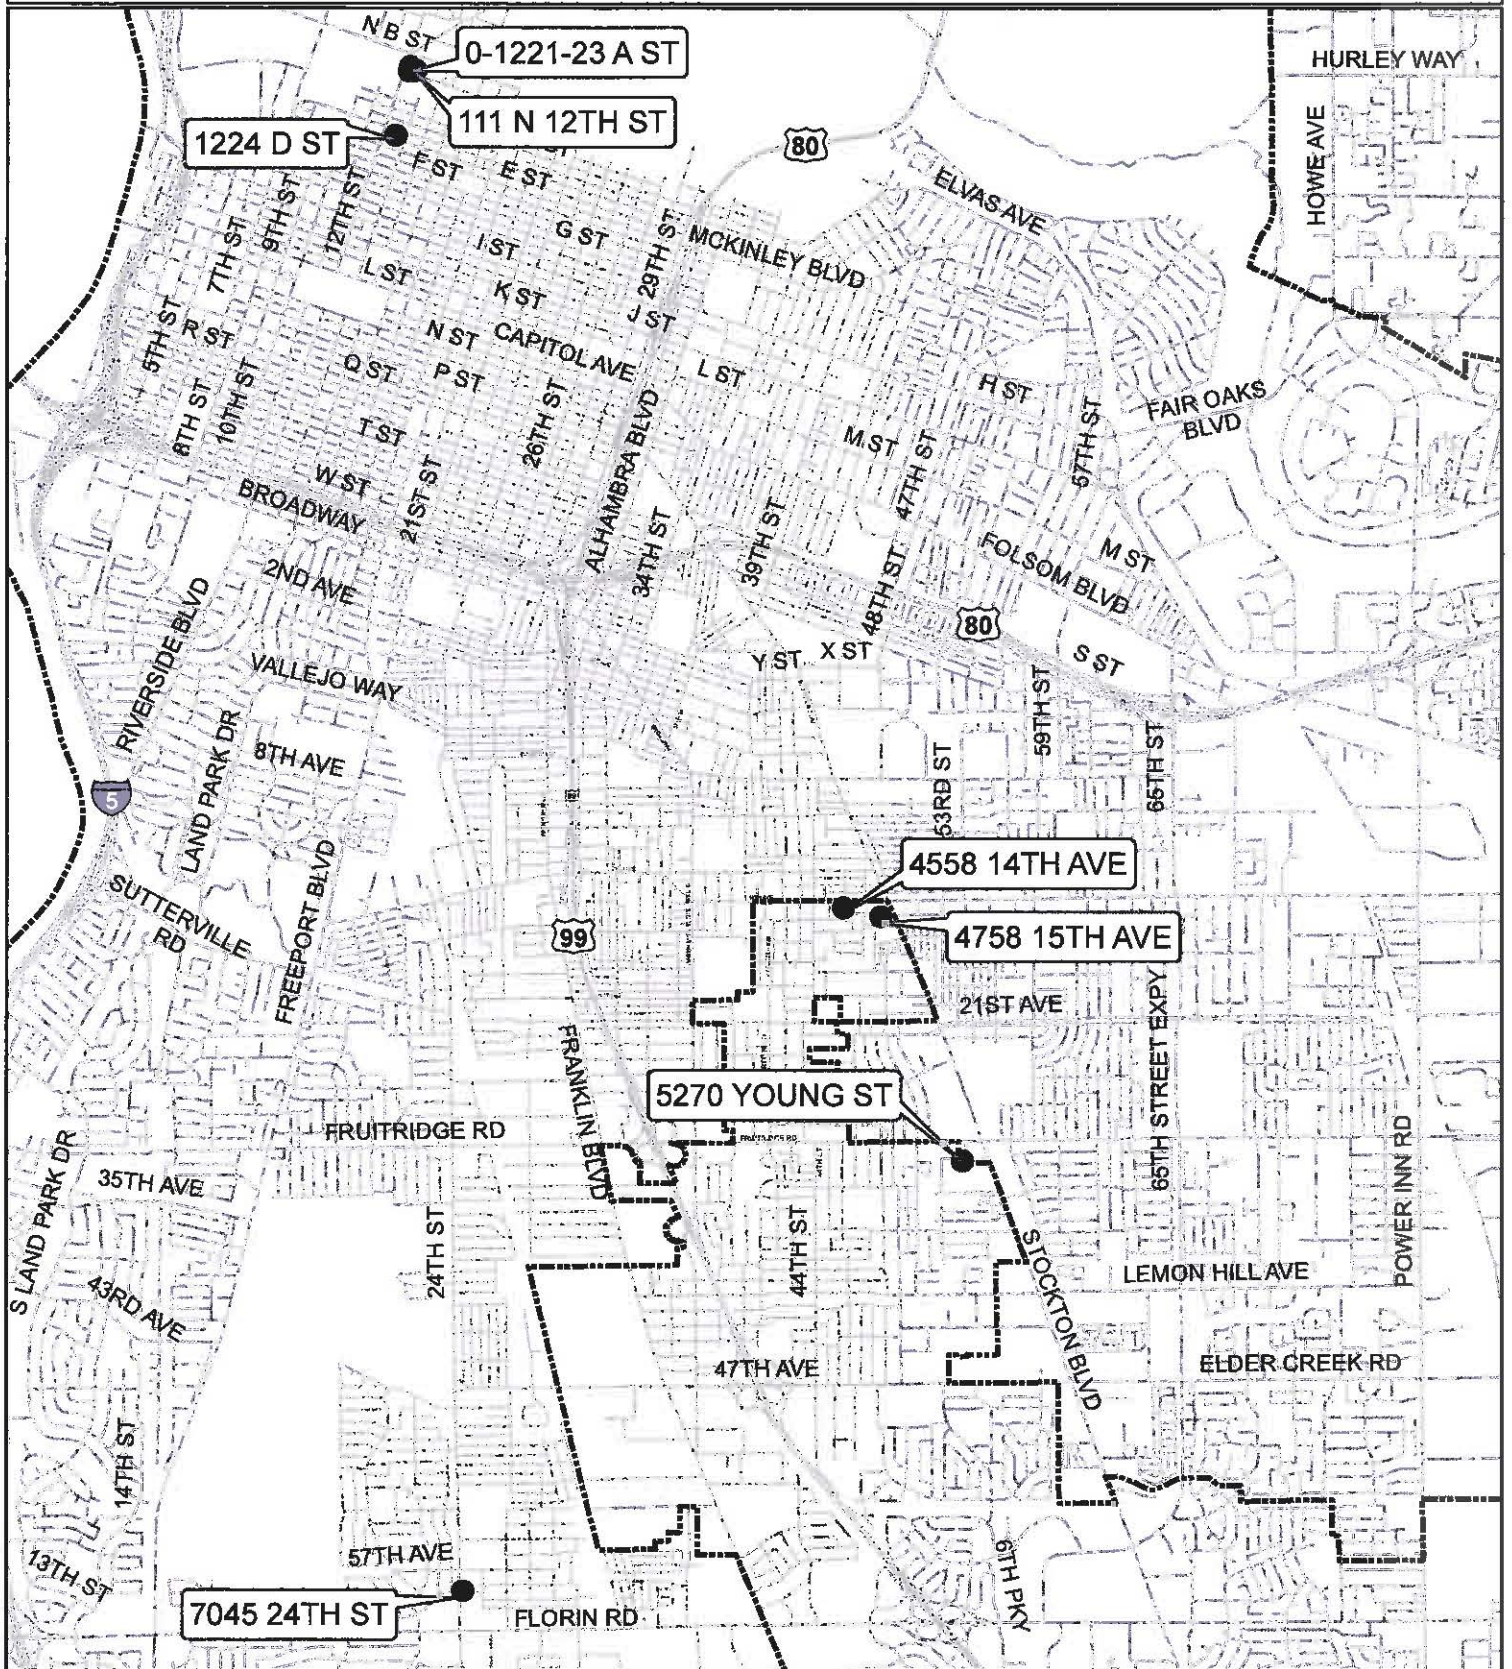 N B ST
0-1221-23 A ST
HURLEY WAY
111 N 12TH ST
1224 D ST
80
HOWE AVE
F ST
E ST
ELVAS AVE
9TH ST
12TH ST
7TH ST
G ST
I ST
29TH ST
MCKINLEY BLVD
L ST
K ST
J ST
5TH ST
R ST
N ST
CAPITOL AVE
Q ST
P ST
L ST
H ST
FAIR OAKS
BLVD
8TH ST
10TH ST
T ST
26TH ST
ALHAMBRA BLVD
M ST
47TH ST
57TH ST
W ST
BROADWAY
21ST ST
34TH ST
39TH ST
FOLSOM BLVD
M ST
2ND AVE
48TH ST
80
RIVERSIDE BLVD
VALLEJO WAY
Y ST
X ST
S ST
59TH ST
LAND PARK DR
8TH AVE
53RD ST
65TH ST
5
4558 14TH AVE
SUTTERVILLE
RD
FREEPORT BLVD
99
4758 15TH AVE
21ST AVE
65TH STREET EXPY
FRANKLIN BLVD
5270 YOUNG ST
FRUITRIDGE RD
FRUITRIDGE RD
POWER INN RD
S LAND PARK DR
35TH AVE
24TH ST
44TH ST
STOCKTON BLVD
LEMON HILL AVE
43RD AVE
47TH AVE
ELDER CREEK RD
14TH ST
57TH AVE
13TH ST
6TH PKY
7045 24TH ST
FLORIN RD